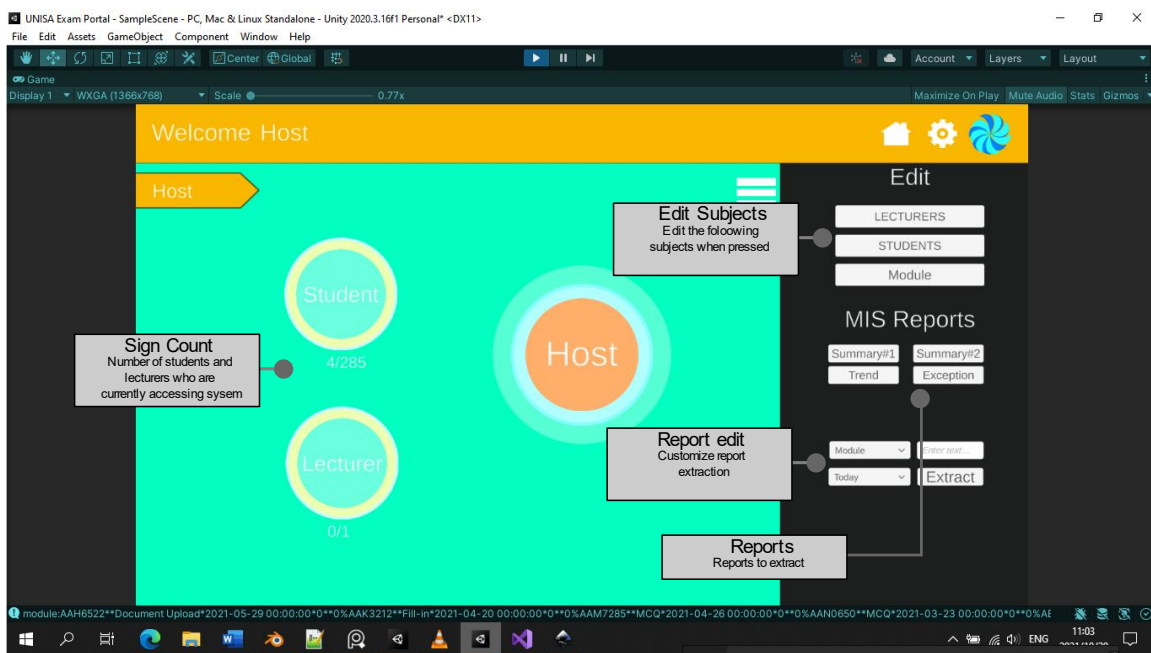 UNISA Exam Portal - SampleScene - PC, Mac & Linux Standalone - Unity 2020.3.16f1 Personal* <DX11>
File Edit Assets GameObject Component Window Help
Center Global
Account Layers Layout
Game
Display 1 WXGA (1366x768) Scale 0.77x
Maximize On Play Mute Audio Stats Gizmos
Welcome Host
Host
Edit
LECTURERS
STUDENTS
Module
Edit Subjects
Edit the foloowing
subjects when pressed
Student
4/285
Sign Count
Number of students and
lecturers who are
currently accessing sysem
Host
MIS Reports
Summary#1 Summary#2
Trend Exception
Lecturer
0/1
Report edit
Customize report
extraction
Module Enter text...
Today Extract
Reports
Reports to extract
module:AAH6522**Document Upload*2021-05-29 00:00:00*0**0%AAK3212**Fill-in*2021-04-20 00:00:00*0**0%AAM7285**MCQ*2021-04-26 00:00:00*0**0%AAN0650**MCQ*2021-03-23 00:00:00*0**0%AE
ENG
11:03